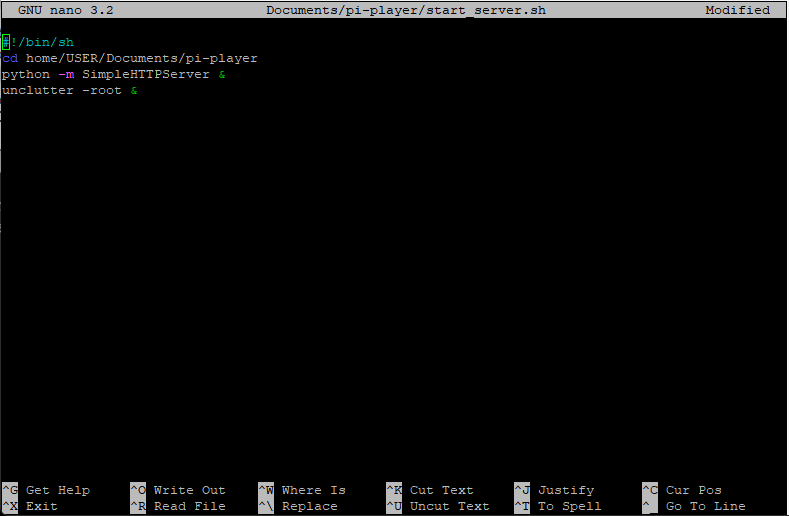 GNU nano 3.2 Documents/pi-player/start_server.sh Modified
#!/bin/sh
cd home/USER/Documents/pi-player
python -m SimpleHTTPServer &
unclutter -root &
^G Get Help ^O Write Out ^W Where Is ^K Cut Text ^J Justify ^C Cur Pos
^X Exit ^R Read File ^\ Replace ^U Uncut Text ^T To Spell ^_ Go To Line